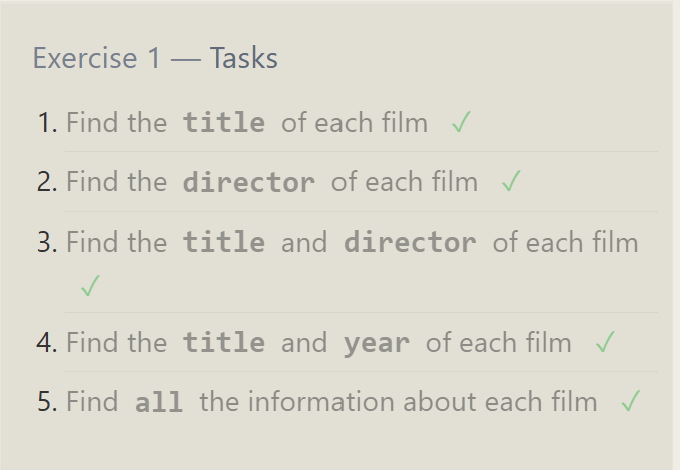 Exercise 1 — Tasks
1. Find the title of each film ✓
2. Find the director of each film ✓
3. Find the title and director of each film
✓
4. Find the title and year of each film ✓
5. Find all the information about each film ✓